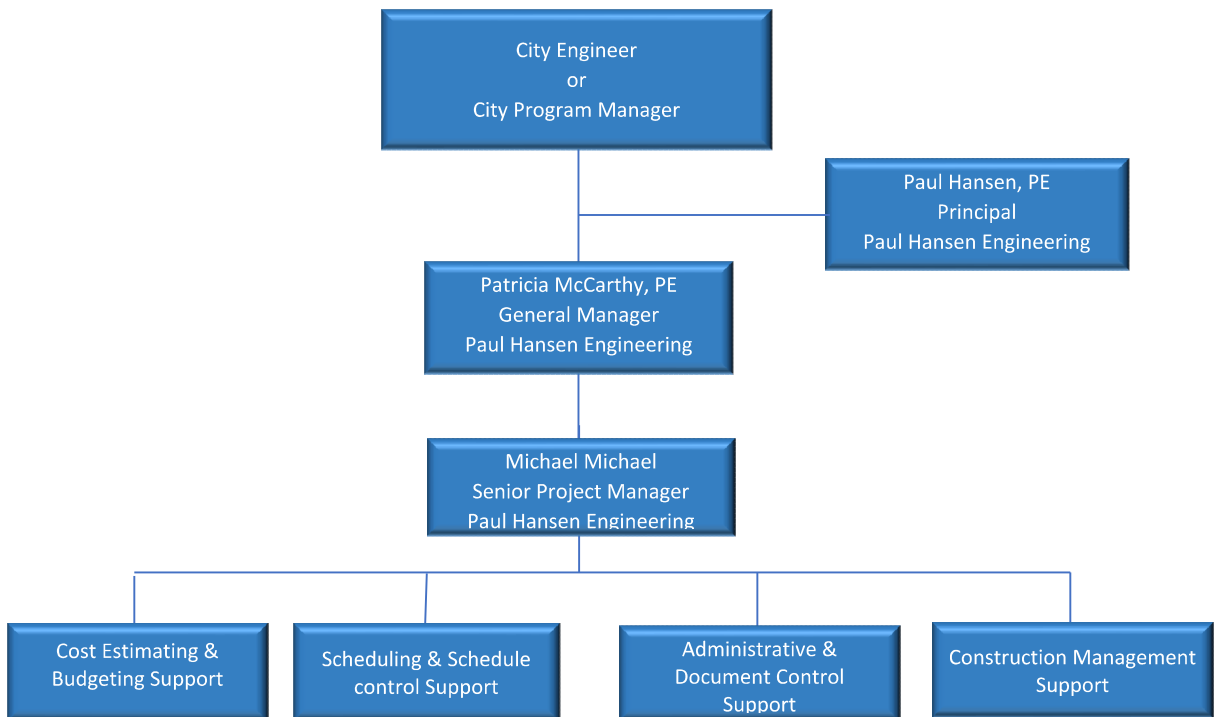 City Engineer
or
City Program Manager
Paul Hansen, PE
Principal
Paul Hansen Engineering
Patricia McCarthy, PE
General Manager
Paul Hansen Engineering
Michael Michael
Senior Project Manager
Paul Hansen Engineering
Cost Estimating &
Budgeting Support
Scheduling & Schedule
control Support
Administrative &
Document Control
Support
Construction Management
Support